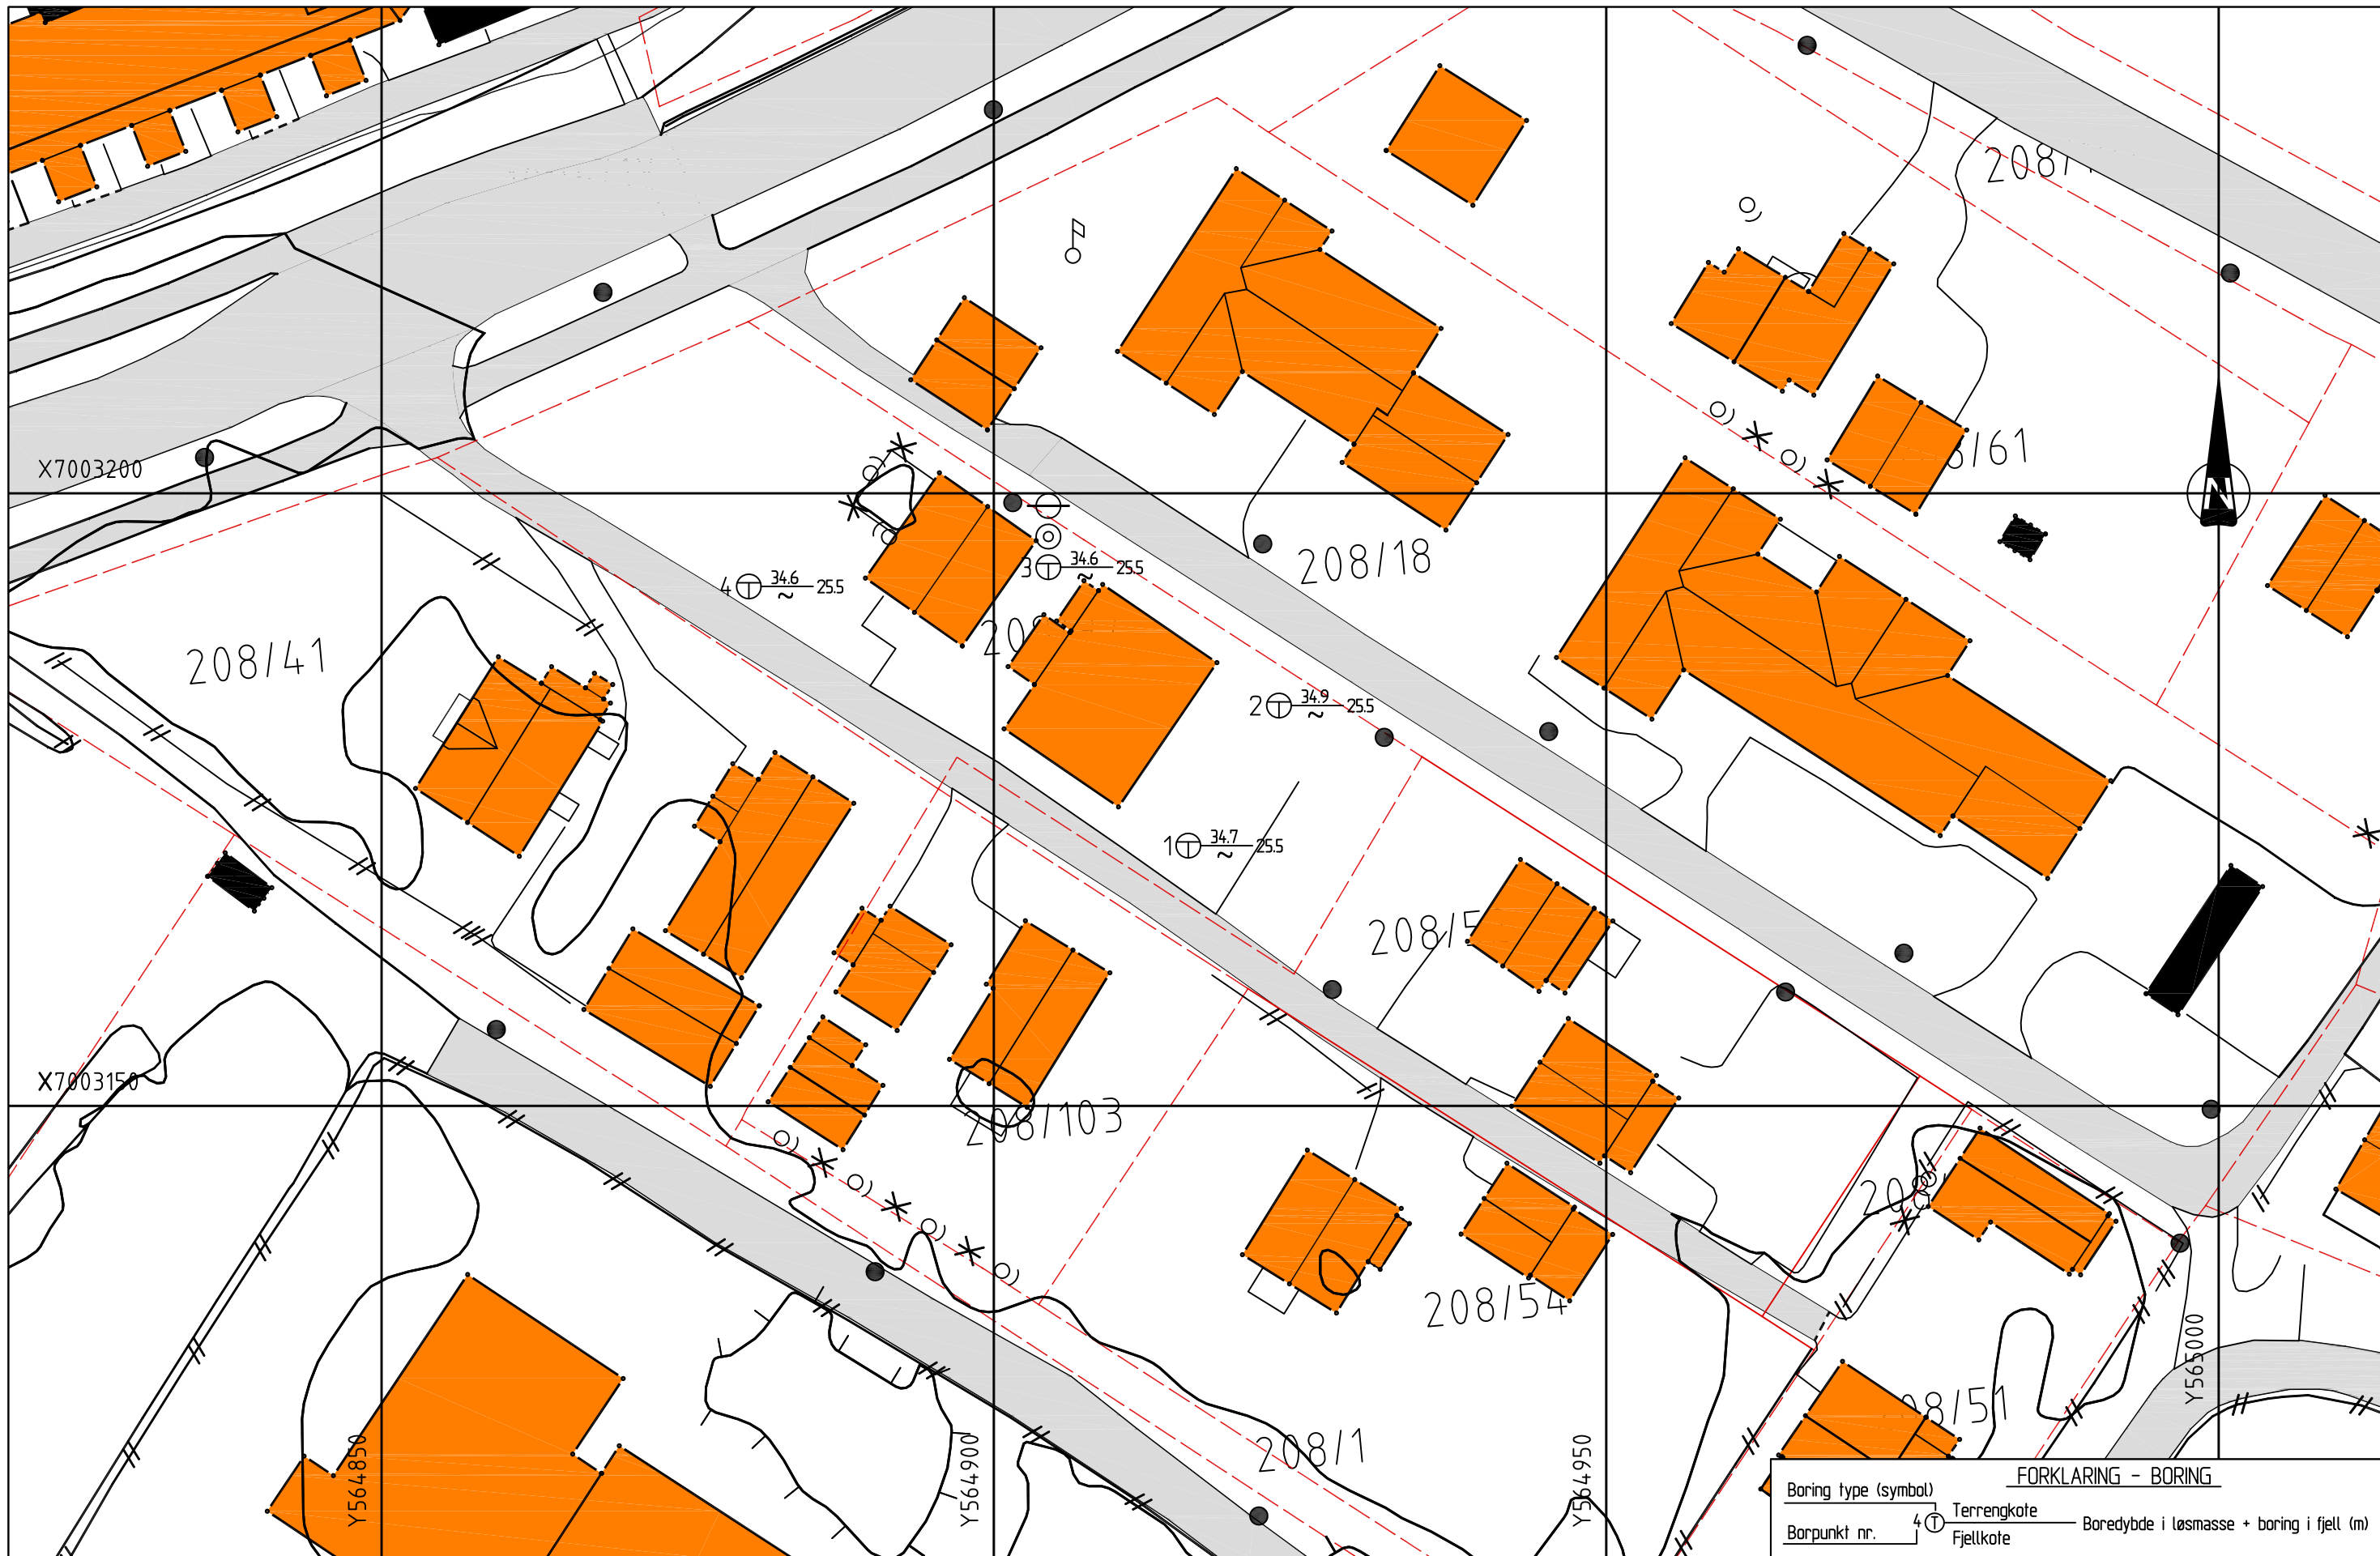 X7003200
208/41
208/18
/61
4 34.6 ~ 25.5
3 34.6 ~ 25.5
2 34.9 ~ 25.5
1 34.7 ~ 25.5
N
X7003150
208/103
208/54
208/1
Y564850
Y564900
Y564950
Y565000
FORKLARING - BORING
Boring type (symbol)
Borpunkt nr.
4 T
Terrengkote
Fjellkote
Boredybde i løsmasse + boring i fjell (m)